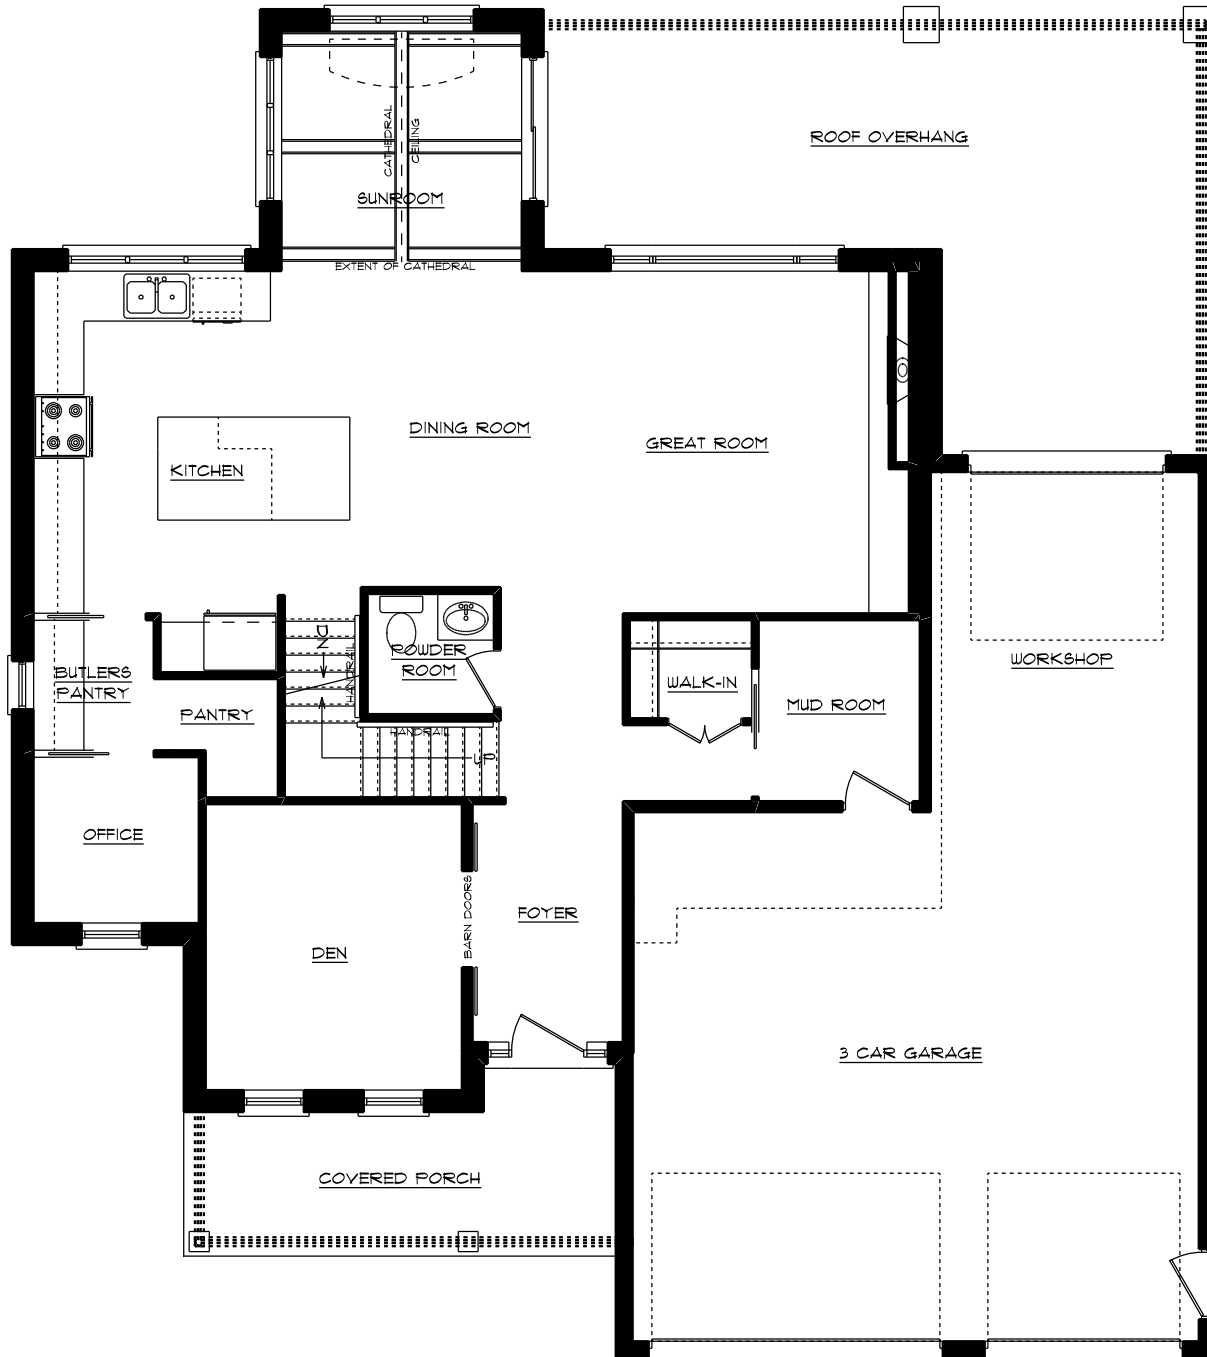 ROOF OVERHANG
CATHEDRAL
CEILING
SUNROOM
EXTENT OF CATHEDRAL
DINING ROOM
GREAT ROOM
KITCHEN
DN
HANDRAIL
POWDER
ROOM
BUTLERS
PANTRY
WORKSHOP
WALK-IN
MUD ROOM
PANTRY
HANDRAIL
UP
OFFICE
BARN DOORS
FOYER
DEN
3 CAR GARAGE
COVERED PORCH